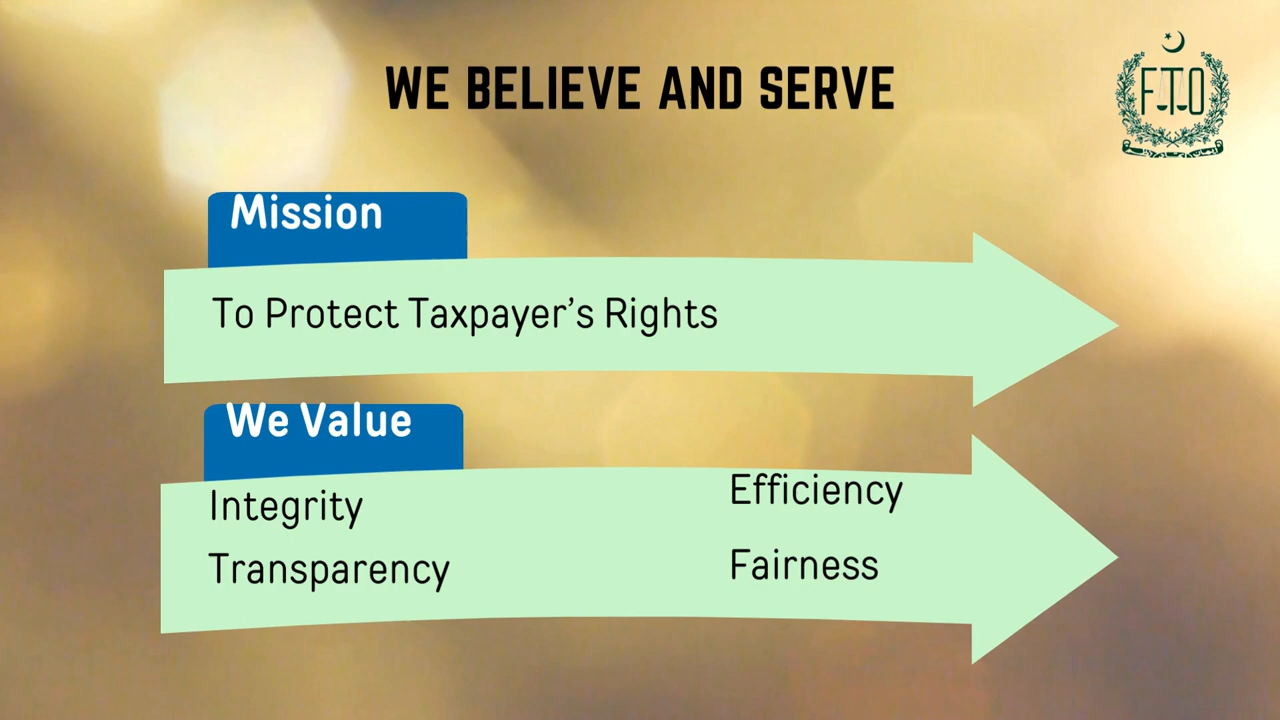 WE BELIEVE AND SERVE
FTO
Mission
To Protect Taxpayer’s Rights
We Value
Integrity
Transparency
Efficiency
Fairness